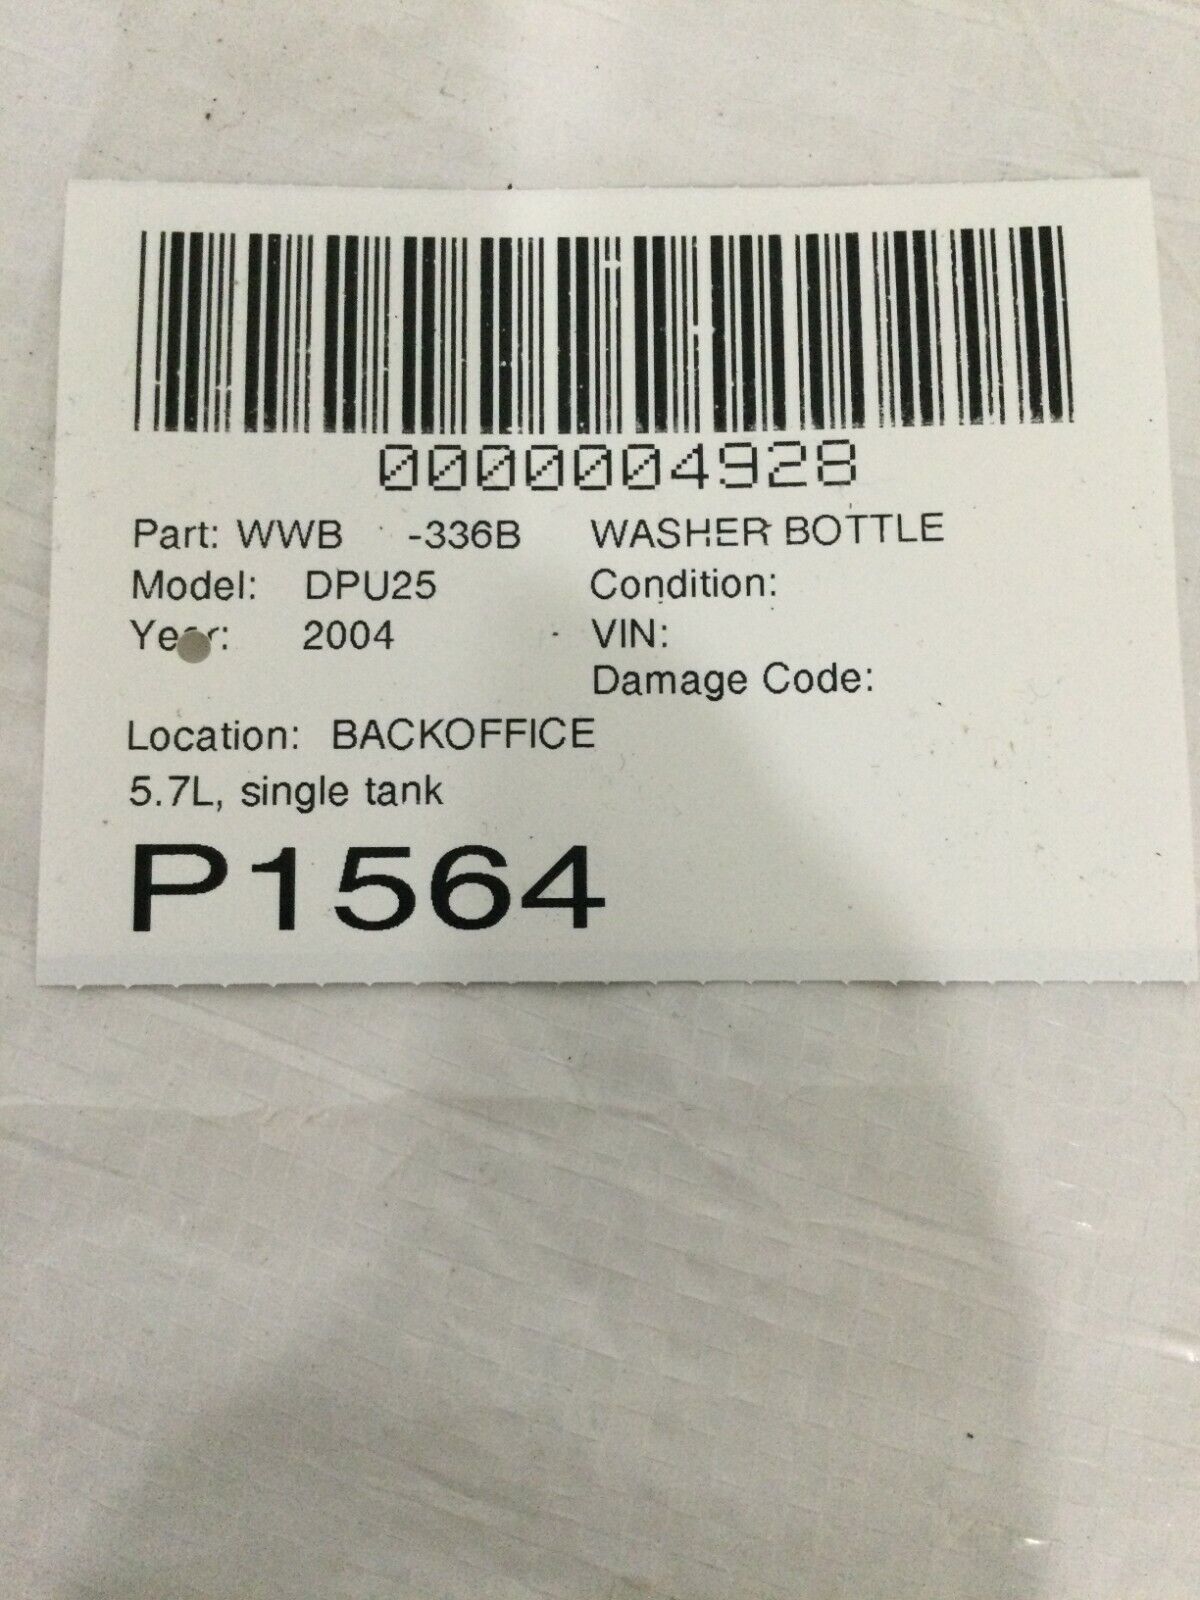 0000004928
Part: WWB -336B WASHER BOTTLE
Model: DPU25 Condition:
Year: 2004 VIN:
Damage Code:
Location: BACKOFFICE
5.7L, single tank
P1564